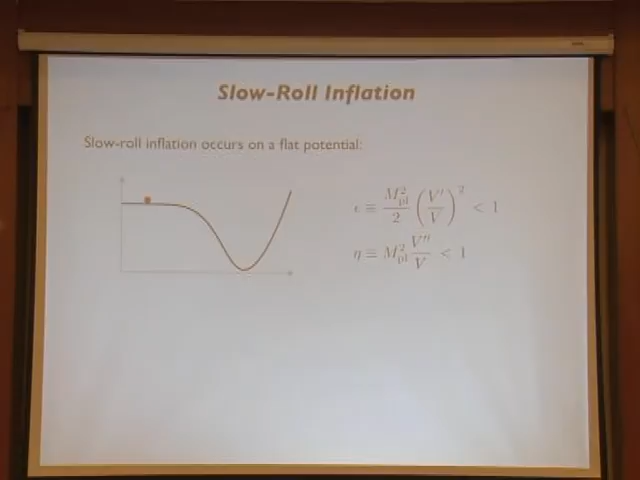 Slow-Roll Inflation
Slow-roll inflation occurs on a flat potential:
ϵ ≡ M²pl/2 (V′/V)² < 1
η ≡ M²pl V″/V < 1